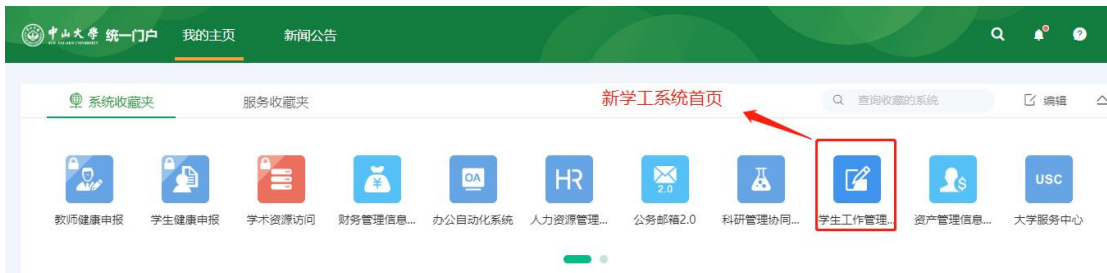 中山大學 统一门户 我的主页 新闻公告
系统收藏夹 服务收藏夹 新学工系统首页 查询收藏的系统 编辑
OA HR 2.0 USC
教师健康申报 学生健康申报 学术资源访问 财务管理信息... 办公自动化系统 人力资源管理... 公务邮箱2.0 科研管理协同... 学生工作管理... 资产管理信息... 大学服务中心